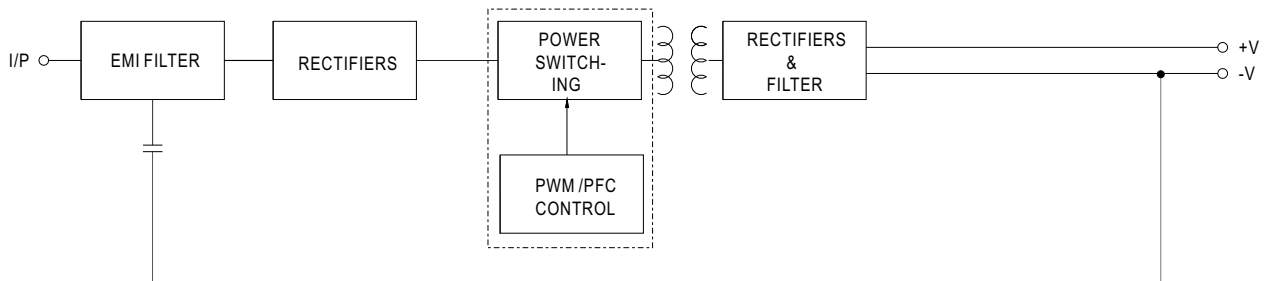 I/P
EMI FILTER
RECTIFIERS
POWER
SWITCH-
ING
RECTIFIERS
&
FILTER
+V
-V
PWM/PFC
CONTROL